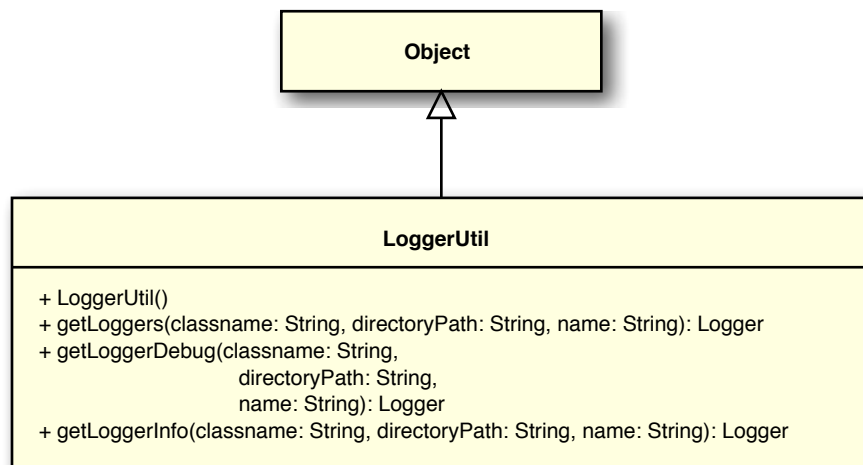 Object
LoggerUtil
+ LoggerUtil()
+ getLoggers(classname: String, directoryPath: String, name: String): Logger
+ getLoggerDebug(classname: String,
directoryPath: String,
name: String): Logger
+ getLoggerInfo(classname: String, directoryPath: String, name: String): Logger